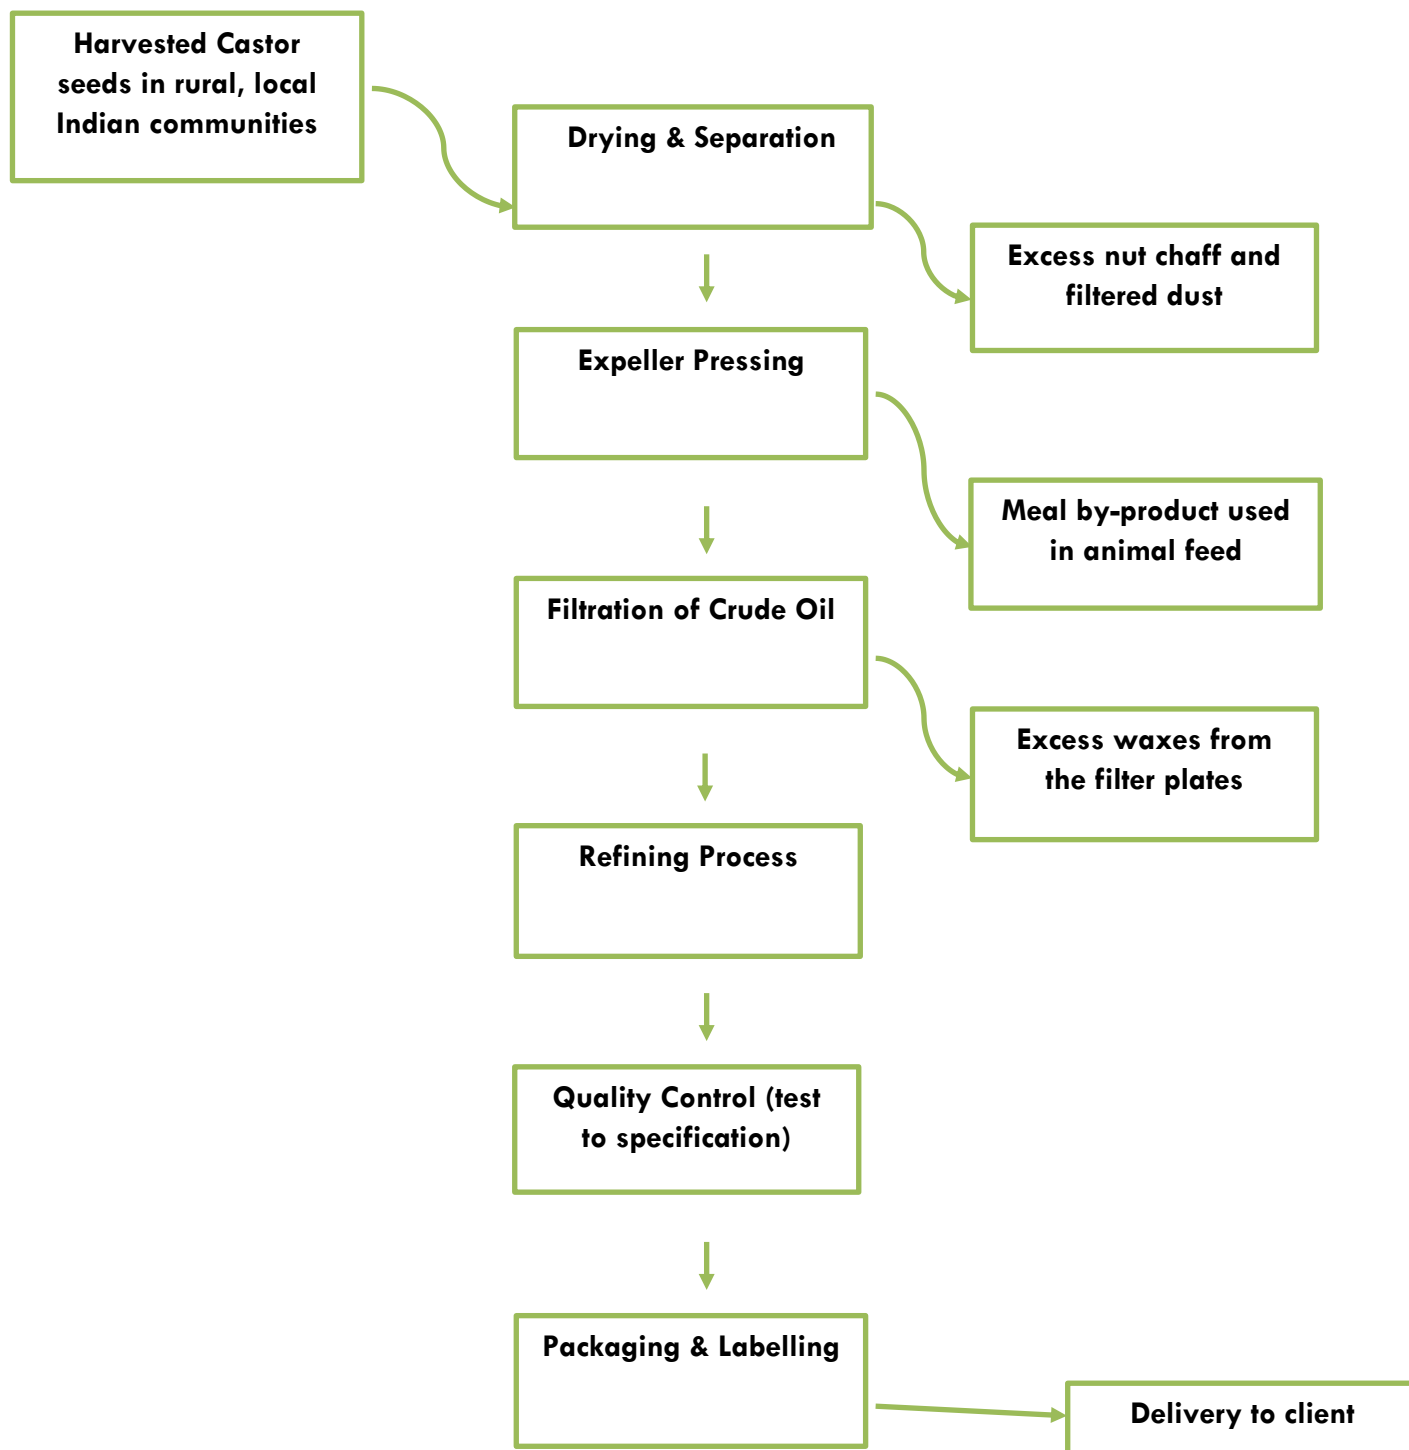 Harvested Castor
seeds in rural, local
Indian communities
Drying & Separation
Excess nut chaff and
filtered dust
Expeller Pressing
Meal by-product used
in animal feed
Filtration of Crude Oil
Excess waxes from
the filter plates
Refining Process
Quality Control (test
to specification)
Packaging & Labelling
Delivery to client